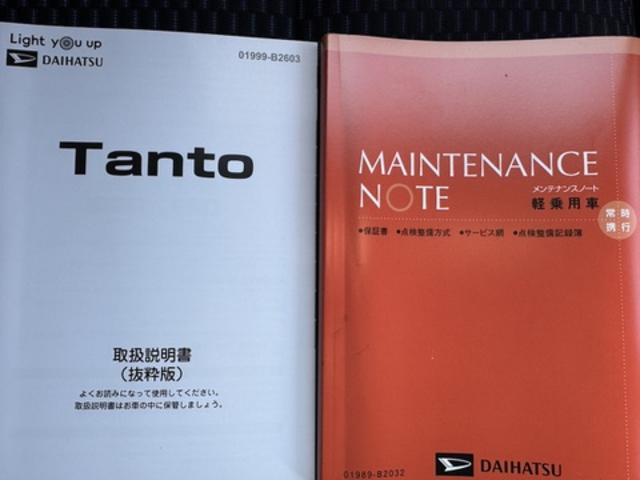 Light you up
DAIHATSU
01999-B2603
Tanto
取扱説明書
（抜粋版）
よくお読みになって使用してください。
取扱説明書はお車の中に保管しましょう。
MAINTENANCE
NOTE
メンテナンスノート
軽乗用車
常時
携行
●保証書 ●点検整備方式 ●サービス網 ●点検整備記録簿
01989-B2032
DAIHATSU